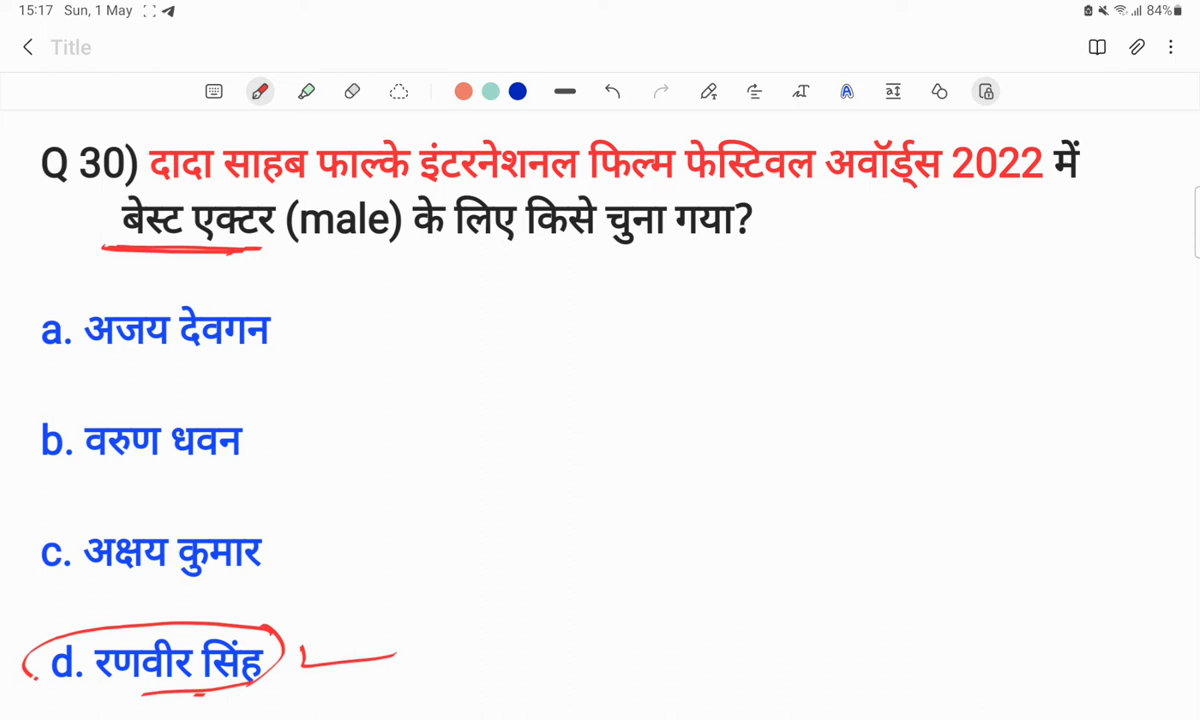 15:17 Sun, 1 May 84%
Title
Q 30) दादा साहब फाल्के इंटरनेशनल फिल्म फेस्टिवल अवॉर्ड्स 2022 में
बेस्ट एक्टर (male) के लिए किसे चुना गया?
a. अजय देवगन
b. वरुण धवन
c. अक्षय कुमार
d. रणवीर सिंह